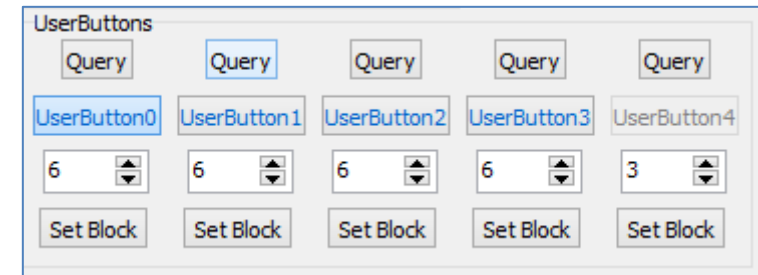 UserButtons
Query Query Query Query Query
UserButton0 UserButton1 UserButton2 UserButton3 UserButton4
6 6 6 6 3
Set Block Set Block Set Block Set Block Set Block